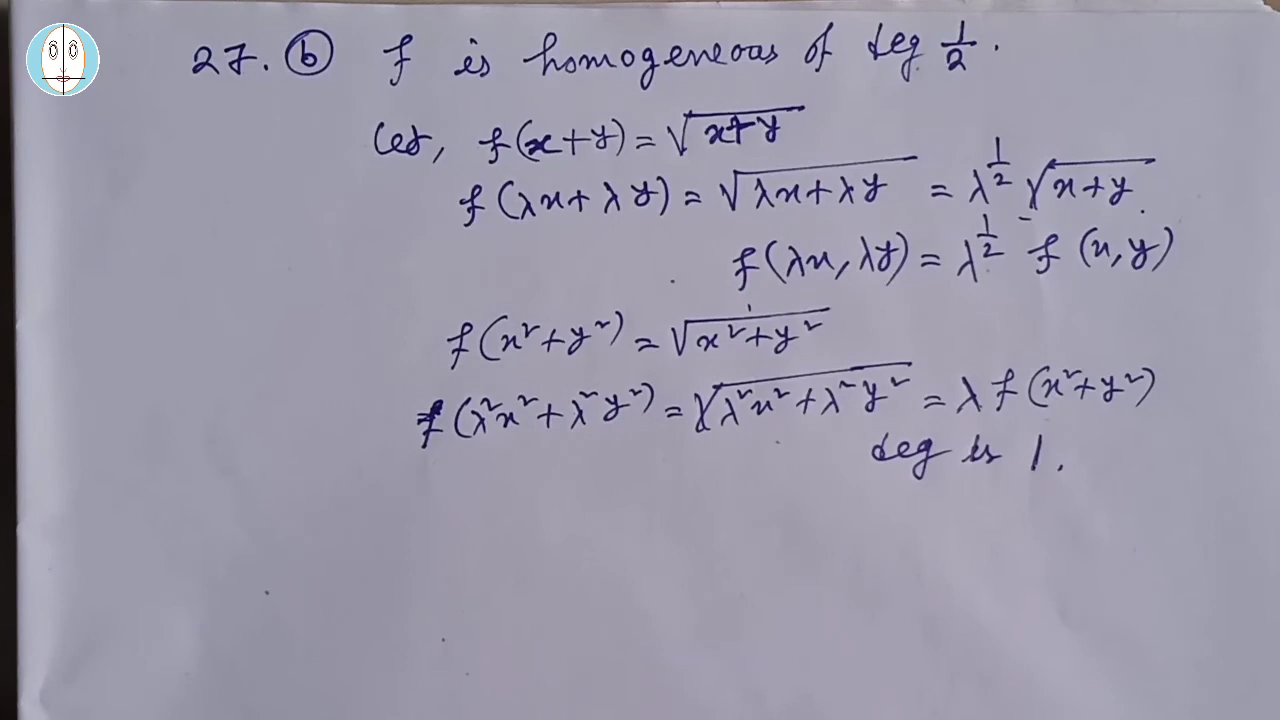 27. (b) f is homogeneous of deg 1/2.
Let, f(x+y) = √(x+y)
f(λx+λy) = √(λx+λy) = λ^(1/2) √(x+y).
f(λx, λy) = λ^(1/2) f(x, y)
f(x²+y²) = √(x²+y²)
f(λ²x²+λ²y²) = √(λ²x²+λ²y²) = λ f(x²+y²)
deg is 1.